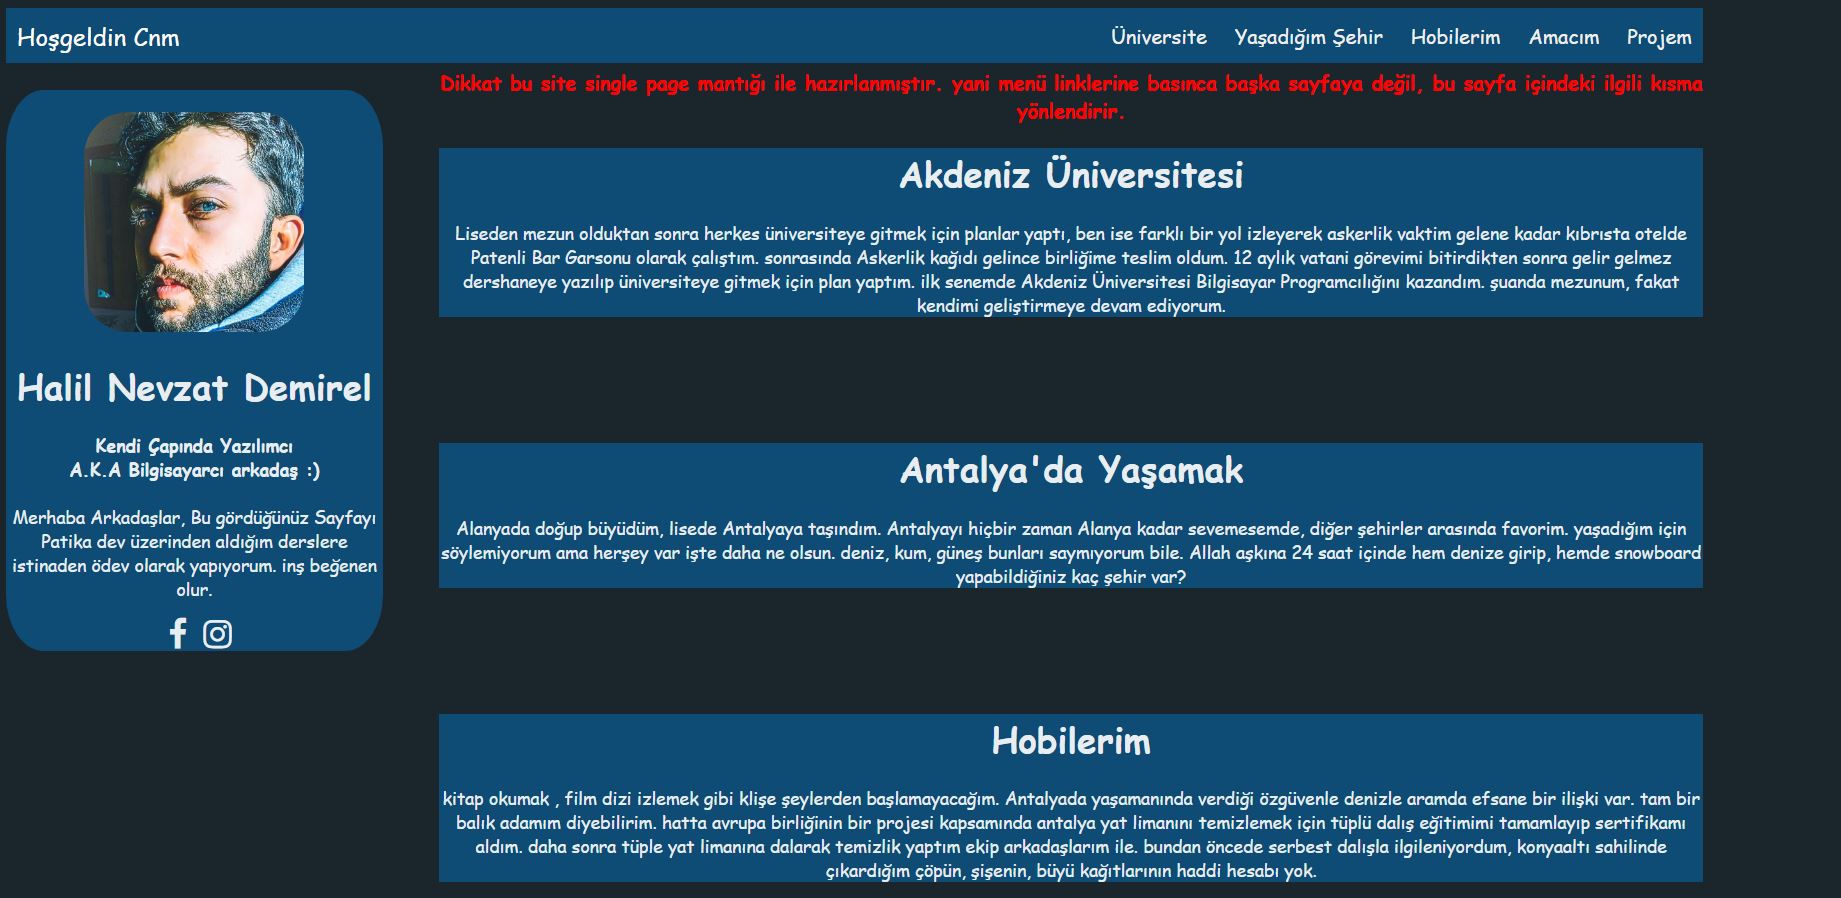 Hoşgeldin Cnm
Üniversite Yaşadığım Şehir Hobilerim Amacım Projem
Halil Nevzat Demirel
Kendi Çapında Yazılımcı
A.K.A Bilgisayarcı arkadaş :)
Merhaba Arkadaşlar, Bu gördüğünüz Sayfayı
Patika dev üzerinden aldığım derslere
istinaden ödev olarak yapıyorum. inş beğenen
olur.
Dikkat bu site single page mantığı ile hazırlanmıştır. yani menü linklerine basınca başka sayfaya değil, bu sayfa içindeki ilgili kısma
yönlendirir.
Akdeniz Üniversitesi
Liseden mezun olduktan sonra herkes üniversiteye gitmek için planlar yaptı, ben ise farklı bir yol izleyerek askerlik vaktim gelene kadar kıbrısta otelde
Patenli Bar Garsonu olarak çalıştım. sonrasında Askerlik kağıdı gelince birliğime teslim oldum. 12 aylık vatani görevimi bitirdikten sonra gelir gelmez
dershaneye yazılıp üniversiteye gitmek için plan yaptım. ilk senemde Akdeniz Üniversitesi Bilgisayar Programcılığını kazandım. şuanda mezunum, fakat
kendimi geliştirmeye devam ediyorum.
Antalya'da Yaşamak
Alanyada doğup büyüdüm, lisede Antalyaya taşındım. Antalyayı hiçbir zaman Alanya kadar sevemesemde, diğer şehirler arasında favorim. yaşadığım için
söylemiyorum ama herşey var işte daha ne olsun. deniz, kum, güneş bunları saymıyorum bile. Allah aşkına 24 saat içinde hem denize girip, hemde snowboard
yapabildiğiniz kaç şehir var?
Hobilerim
kitap okumak , film dizi izlemek gibi klişe şeylerden başlamayacağım. Antalyada yaşamanında verdiği özgüvenle denizle aramda efsane bir ilişki var. tam bir
balık adamım diyebilirim. hatta avrupa birliğinin bir projesi kapsamında antalya yat limanını temizlemek için tüplü dalış eğitimimi tamamlayıp sertifikamı
aldım. daha sonra tüple yat limanına dalarak temizlik yaptım ekip arkadaşlarım ile. bundan öncede serbest dalışla ilgileniyordum, konyaaltı sahilinde
çıkardığım çöpün, şişenin, büyü kağıtlarının haddi hesabı yok.